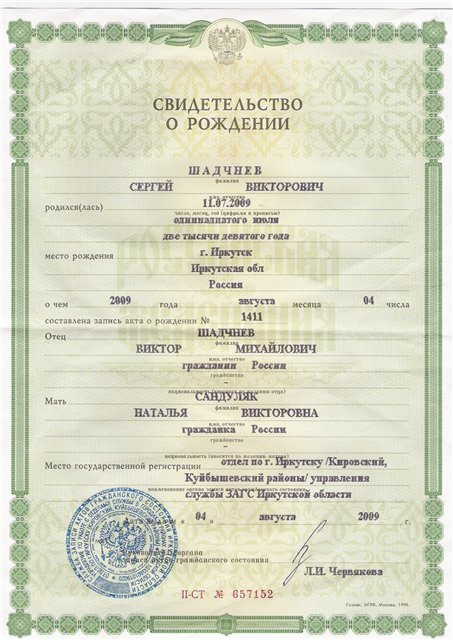 СВИДЕТЕЛЬСТВО
О РОЖДЕНИИ
ШАДЧНЕВ
фамилия
СЕРГЕЙ ВИКТОРОВИЧ
имя, отчество
родился(лась) 11.07.2009
число, месяц, год (цифрами и прописью)
одиннадцатого июля
две тысячи девятого года
место рождения г. Иркутск
Иркутская обл
Россия
о чем 2009 года августа месяца 04 числа
составлена запись акта о рождении № 1411
Отец ШАДЧНЕВ
фамилия
ВИКТОР МИХАЙЛОВИЧ
имя, отчество
гражданин России
гражданство
–
национальность (вносится по желанию отца)
Мать САНДУЛЯК
фамилия
НАТАЛЬЯ ВИКТОРОВНА
имя, отчество
гражданка России
гражданство
–
национальность (вносится по желанию матери)
Место государственной регистрации отдел по г. Иркутску /Кировский,
Куйбышевский районы/ управления
наименование органа записи актов гражданского состояния
службы ЗАГС Иркутской области
Дата выдачи « 04 » августа 2009 г.
Руководитель органа
записи актов гражданского состояния
Л.И. Червякова
II-СТ № 657152
Гознак, МПФ, Москва, 1998.